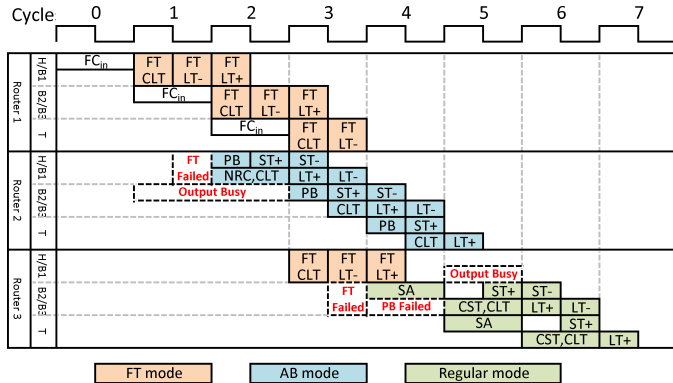 Cycle 0 1 2 3 4 5 6 7
Router 1
H/B1
FCin
FT FT FT
CLT LT- LT+
B2/B3
FCin
FT FT FT
CLT LT- LT+
T
FCin
FT FT
CLT LT-
Router 2
H/B1
FT Failed
PB ST+ ST-
NRC,CLT LT+ LT-
B2/B3
Output Busy
PB ST+ ST-
CLT LT+ LT-
T
PB ST+
CLT LT+
Router 3
H/B1
FT FT FT
CLT LT- LT+
Output Busy
B2/B3
FT Failed
SA ST+ ST-
PB Failed
CST,CLT LT+ LT-
T
SA ST+
CST,CLT LT+
FT mode AB mode Regular mode